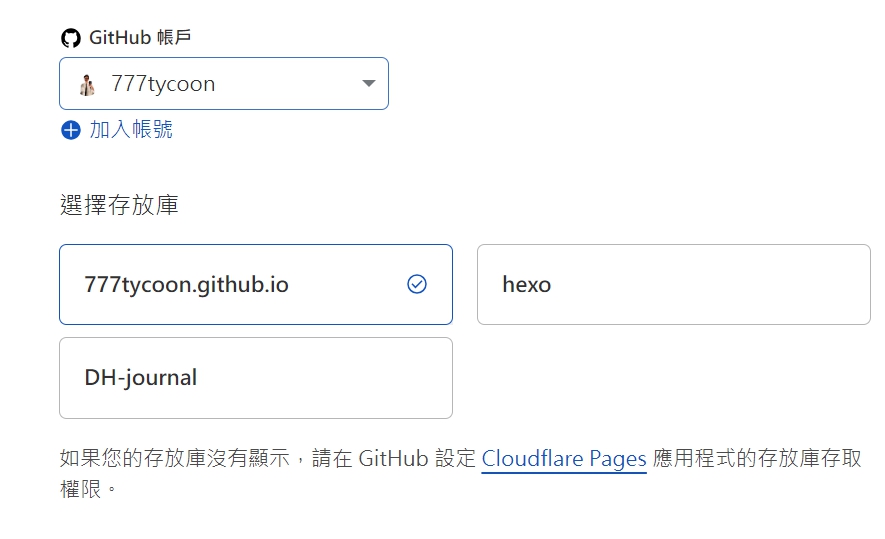 GitHub 帳戶
777tycoon
加入帳號
選擇存放庫
777tycoon.github.io
hexo
DH-journal
如果您的存放庫沒有顯示，請在 GitHub 設定 Cloudflare Pages 應用程式的存放庫存取
權限。